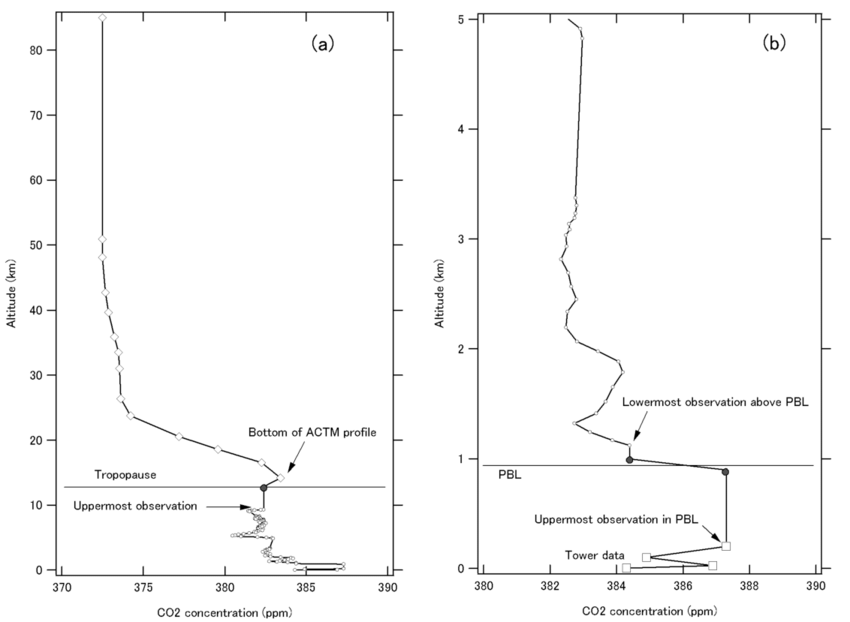 (a)
80
70
60
50
40
30
20
10
0
Altitude (km)
370
375
380
385
390
CO2 concentration (ppm)
Bottom of ACTM profile
Tropopause
Uppermost observation
(b)
5
4
3
2
1
0
Altitude (km)
380
382
384
386
388
390
CO2 concentration (ppm)
Lowermost observation above PBL
PBL
Uppermost observation in PBL
Tower data